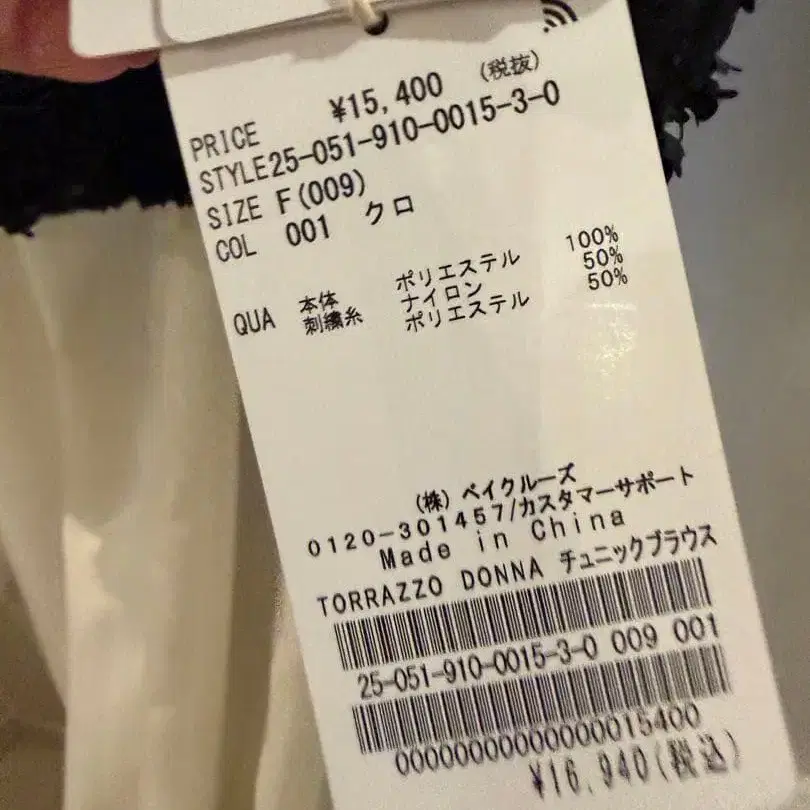 PRICE ¥15,400 (税抜)
STYLE25-051-910-0015-3-0
SIZE F(009)
COL 001 クロ
QUA 本体 ポリエステル 100%
刺繍糸 ナイロン 50%
ポリエステル 50%
(株)ベイクルーズ
0120-301457/カスタマーサポート
Made in China
TORRAZZO DONNA チュニックブラウス
25-051-910-0015-3-0 009 001
00000000000000015400
¥16,940(税込)